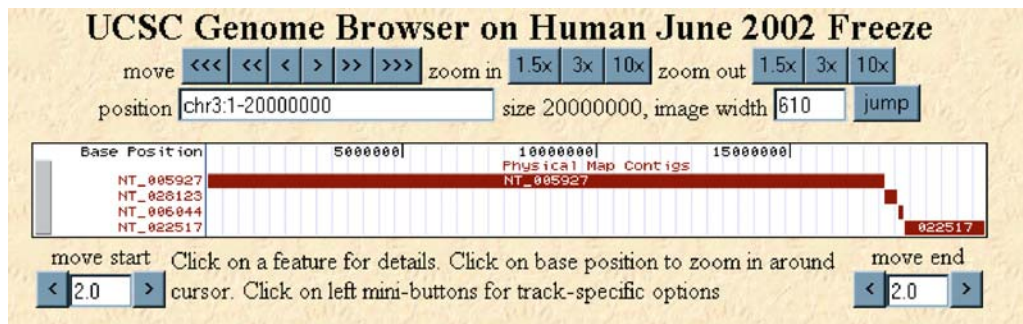 UCSC Genome Browser on Human June 2002 Freeze
move <<< << < > >> >>> zoom in 1.5x 3x 10x zoom out 1.5x 3x 10x
position chr3:1-20000000 size 20000000, image width 610 jump
Base Position 5000000| 10000000| 15000000|
Physical Map Contigs
NT_005927 NT_005927
NT_028123
NT_006044
NT_022517 022517
move start Click on a feature for details. Click on base position to zoom in around move end
< 2.0 > cursor. Click on left mini-buttons for track-specific options < 2.0 >